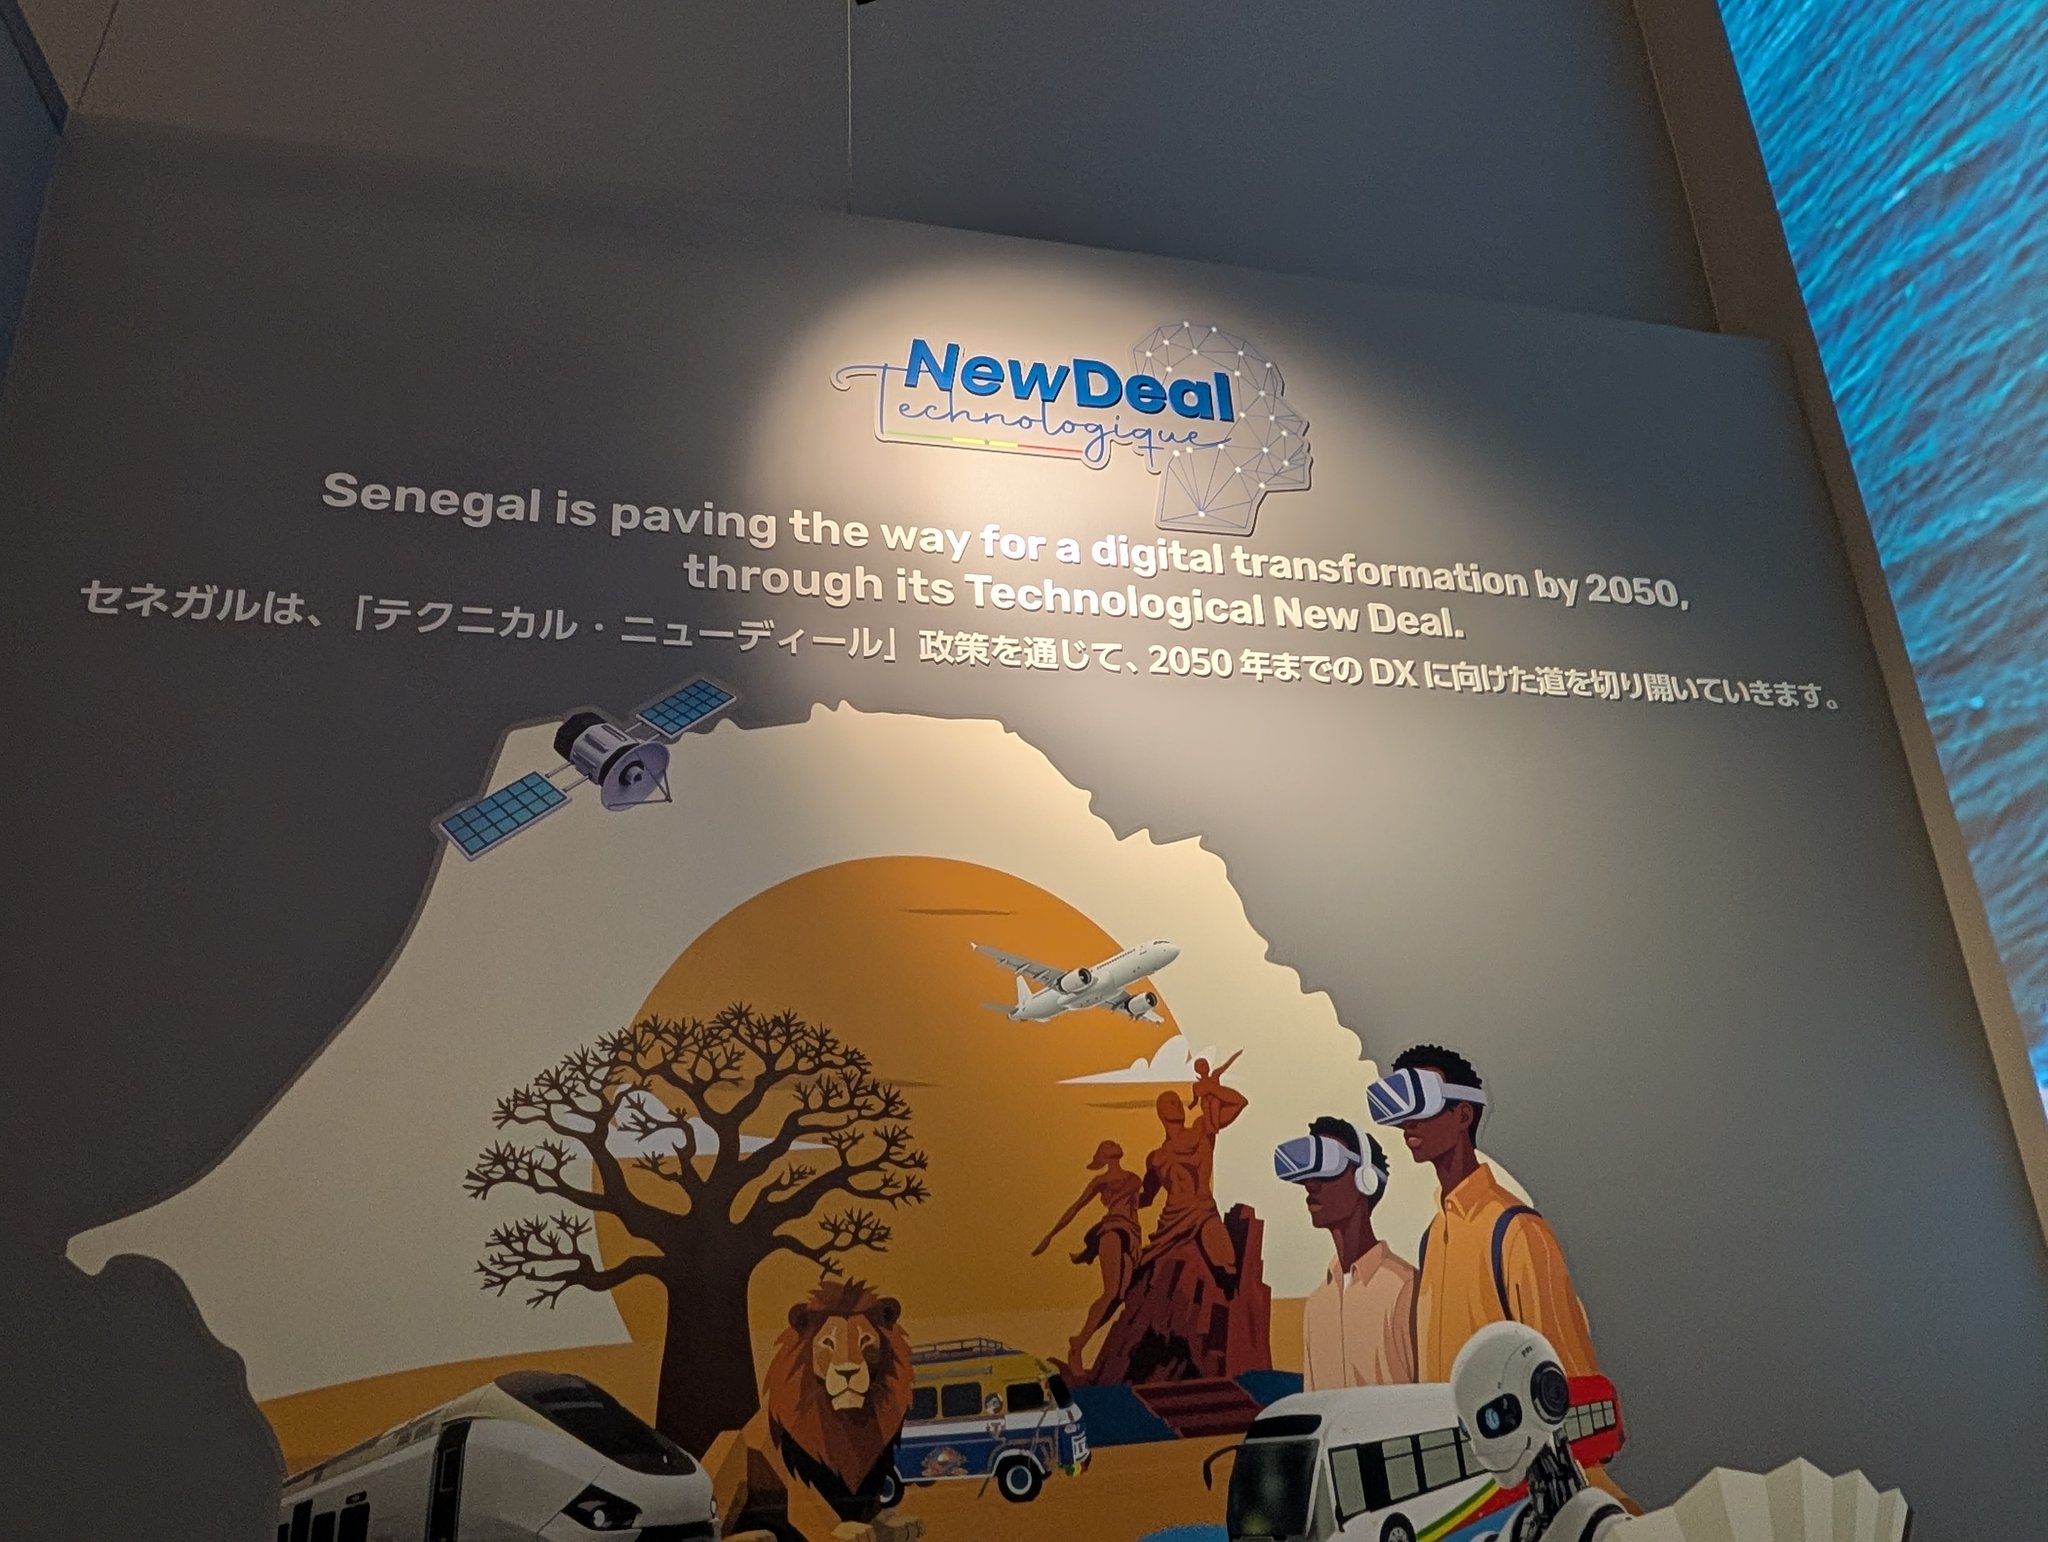 NewDeal
Technologique
Senegal is paving the way for a digital transformation by 2050,
through its Technological New Deal.
セネガルは、「テクニカル・ニューディール」政策を通じて、2050 年までの DX に向けた道を切り開いていきます。